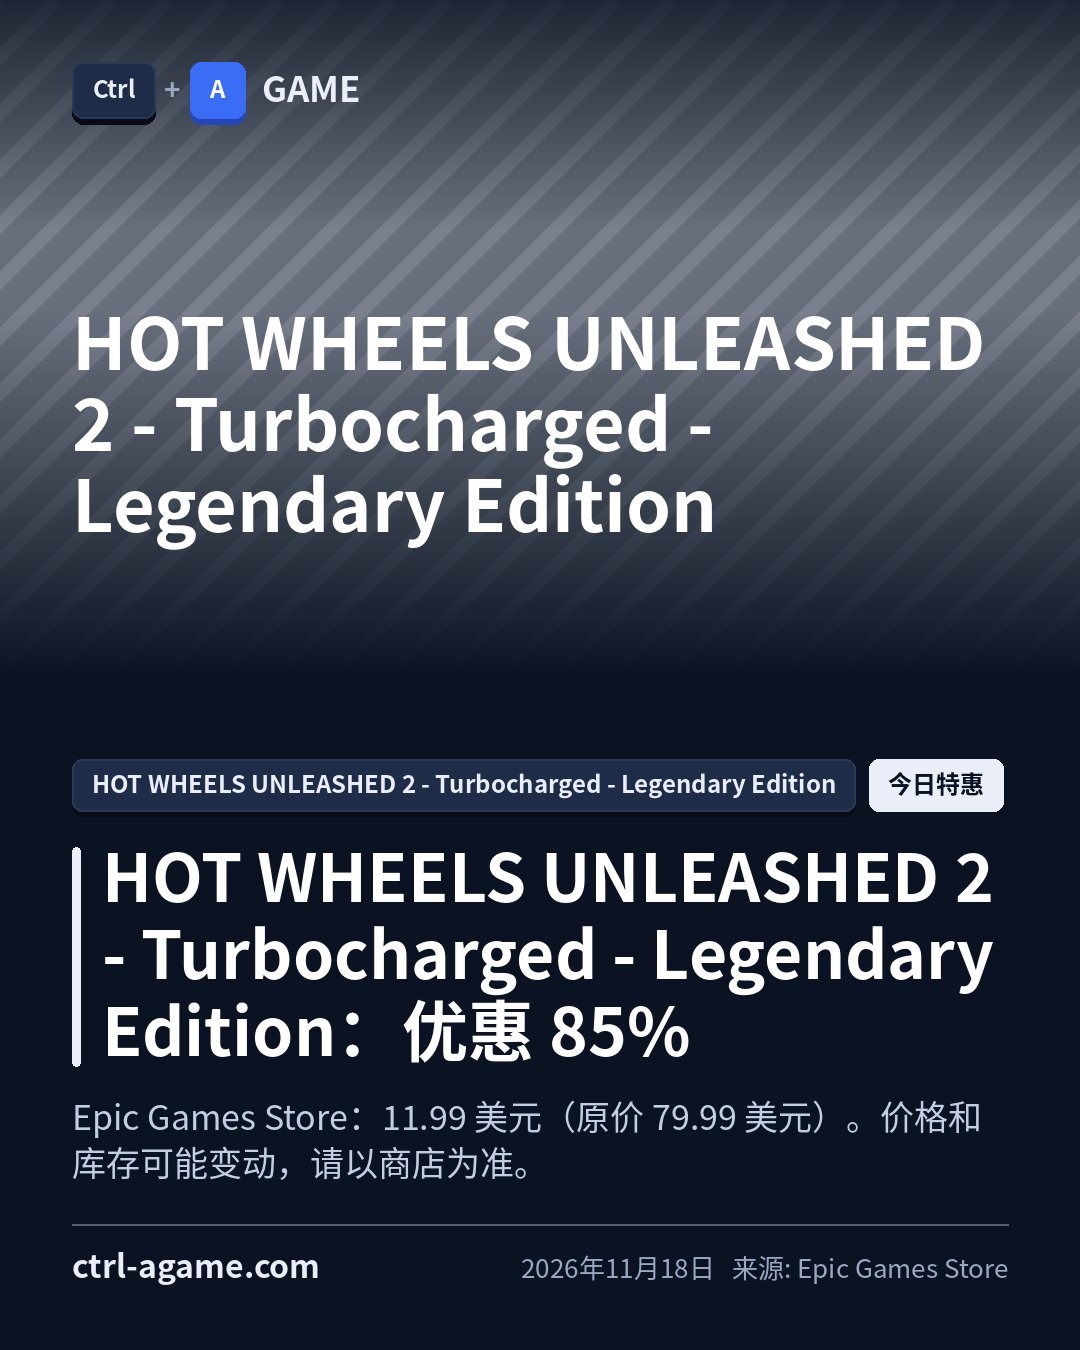 Ctrl + A GAME
HOT WHEELS UNLEASHED
2 - Turbocharged -
Legendary Edition
HOT WHEELS UNLEASHED 2 - Turbocharged - Legendary Edition 今日特惠
HOT WHEELS UNLEASHED 2
- Turbocharged - Legendary
Edition：优惠 85%
Epic Games Store：11.99 美元（原价 79.99 美元）。价格和
库存可能变动，请以商店为准。
ctrl-agame.com 2026年11月18日 来源: Epic Games Store